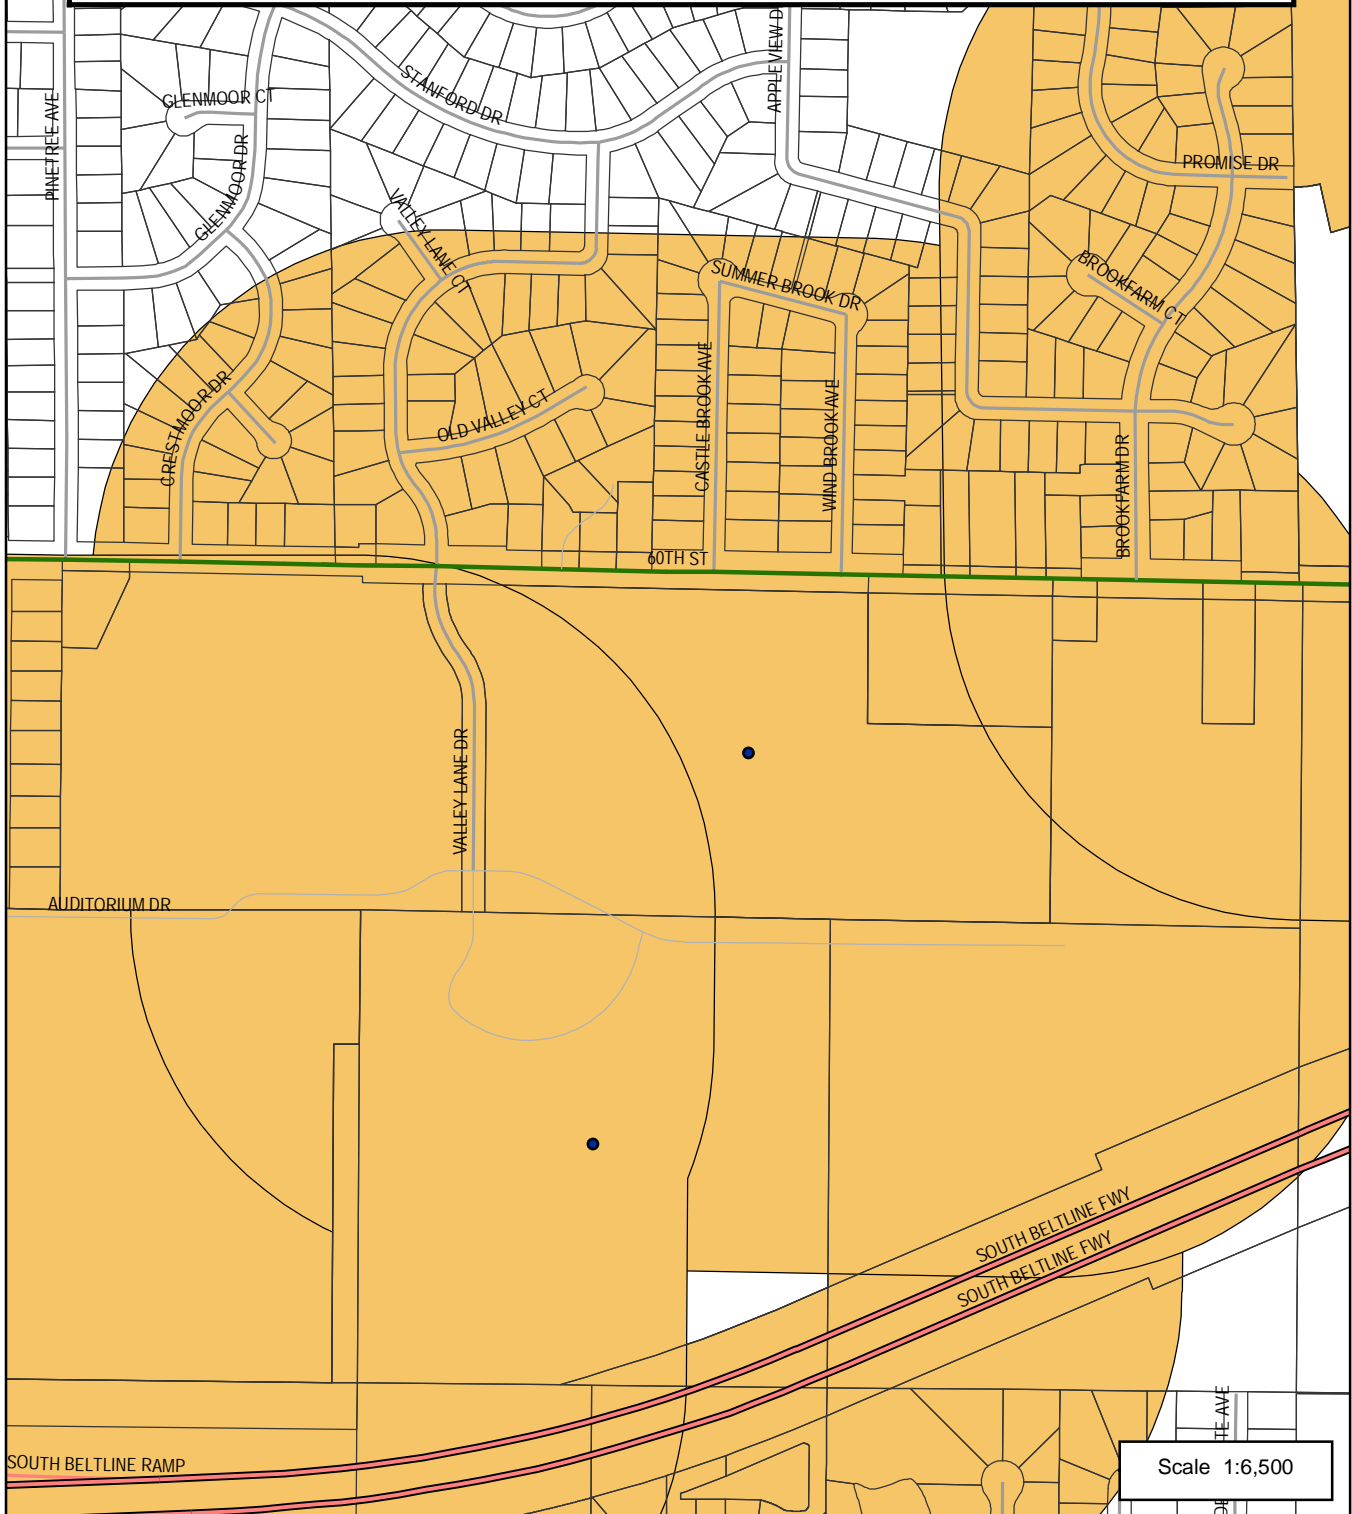 APPLEVIEW D
STANFORD DR
GLENMOOR CT
PINETREE AVE
GLENMOOR DR
PROMISE DR
VALLEY LANE CT
SUMMER BROOK DR
BROOKFARM CT
CRESTMOOR DR
OLD VALLEY CT
CASTLE BROOK AVE
WIND BROOK AVE
BROOKFARM DR
60TH ST
VALLEY LANE DR
AUDITORIUM DR
SOUTH BELTLINE FWY
SOUTH BELTLINE FWY
TE AVE
SOUTH BELTLINE RAMP
Scale 1:6,500